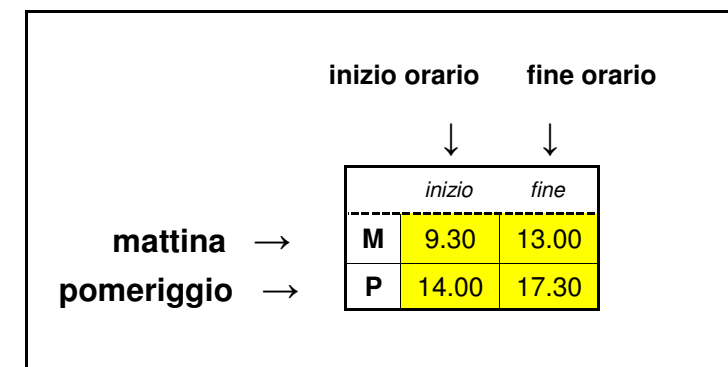 inizio orario fine orario
↓ ↓
inizio fine
mattina → M 9.30 13.00
pomeriggio → P 14.00 17.30